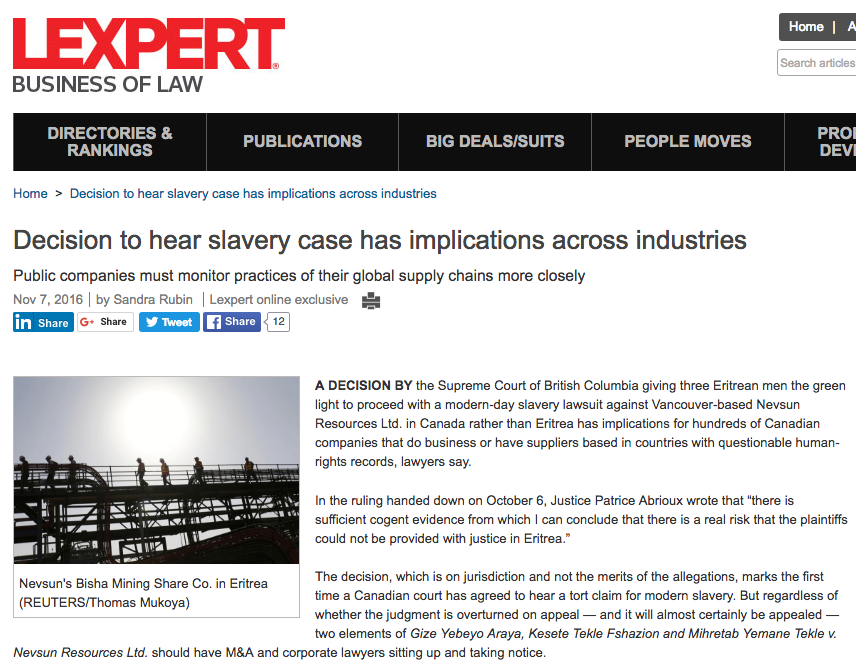 LEXPERT®
BUSINESS OF LAW
Home | A
Search articles
DIRECTORIES &
RANKINGS
PUBLICATIONS
BIG DEALS/SUITS
PEOPLE MOVES
PROF
DEVI
Home > Decision to hear slavery case has implications across industries
Decision to hear slavery case has implications across industries
Public companies must monitor practices of their global supply chains more closely
Nov 7, 2016 | by Sandra Rubin | Lexpert online exclusive
in Share G+ Share Tweet f Share 12
A DECISION BY the Supreme Court of British Columbia giving three Eritrean men the green
light to proceed with a modern-day slavery lawsuit against Vancouver-based Nevsun
Resources Ltd. in Canada rather than Eritrea has implications for hundreds of Canadian
companies that do business or have suppliers based in countries with questionable human-
rights records, lawyers say.
In the ruling handed down on October 6, Justice Patrice Abrioux wrote that “there is
sufficient cogent evidence from which I can conclude that there is a real risk that the plaintiffs
could not be provided with justice in Eritrea.”
Nevsun's Bisha Mining Share Co. in Eritrea
(REUTERS/Thomas Mukoya)
The decision, which is on jurisdiction and not the merits of the allegations, marks the first
time a Canadian court has agreed to hear a tort claim for modern slavery. But regardless of
whether the judgment is overturned on appeal — and it will almost certainly be appealed —
two elements of Gize Yebeyo Araya, Kesete Tekle Fshazion and Mihretab Yemane Tekle v.
Nevsun Resources Ltd. should have M&A and corporate lawyers sitting up and taking notice.